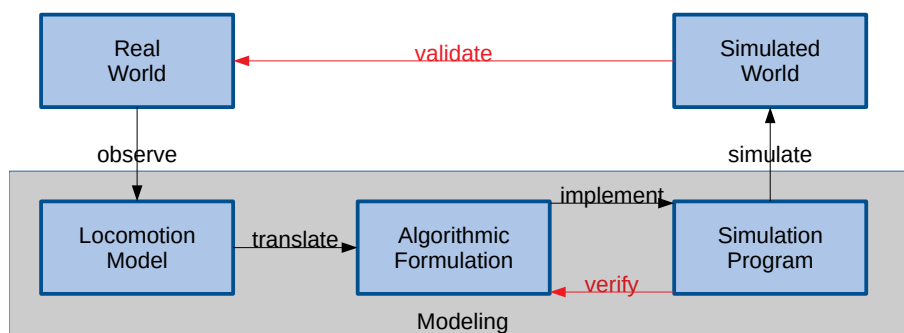 Real
World
validate
Simulated
World
observe
simulate
implement
Locomotion
Model
translate
Algorithmic
Formulation
Simulation
Program
verify
Modeling